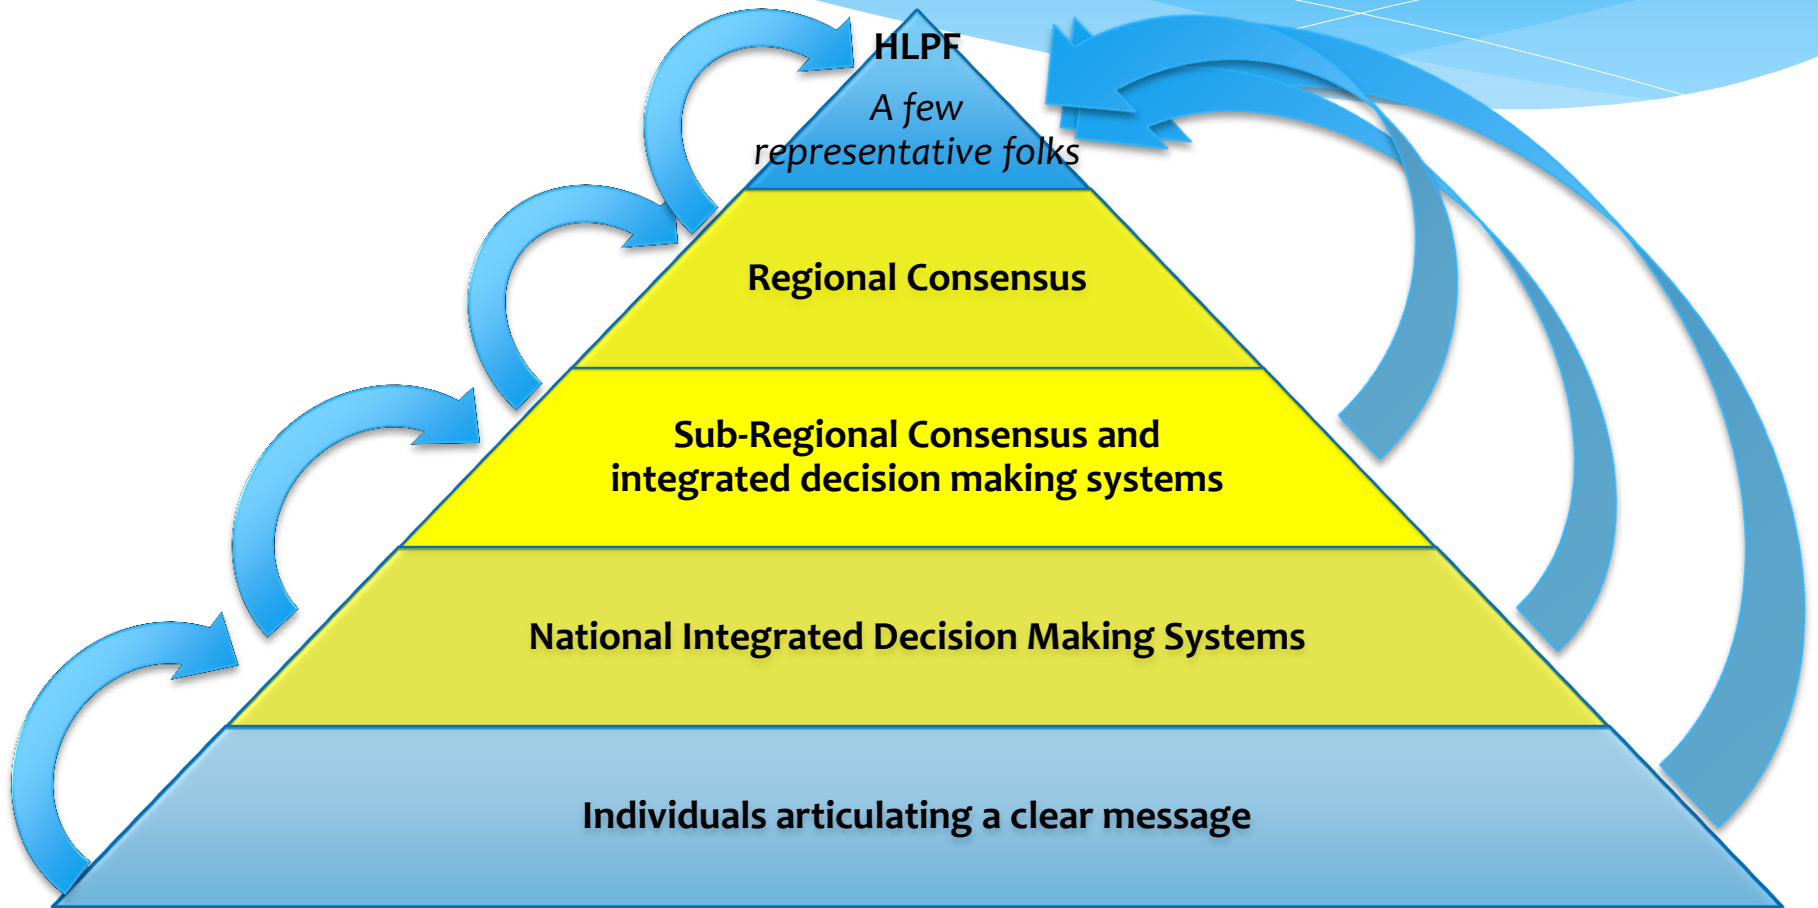 HLPF
A few
representative folks
Regional Consensus
Sub-Regional Consensus and
integrated decision making systems
National Integrated Decision Making Systems
Individuals articulating a clear message